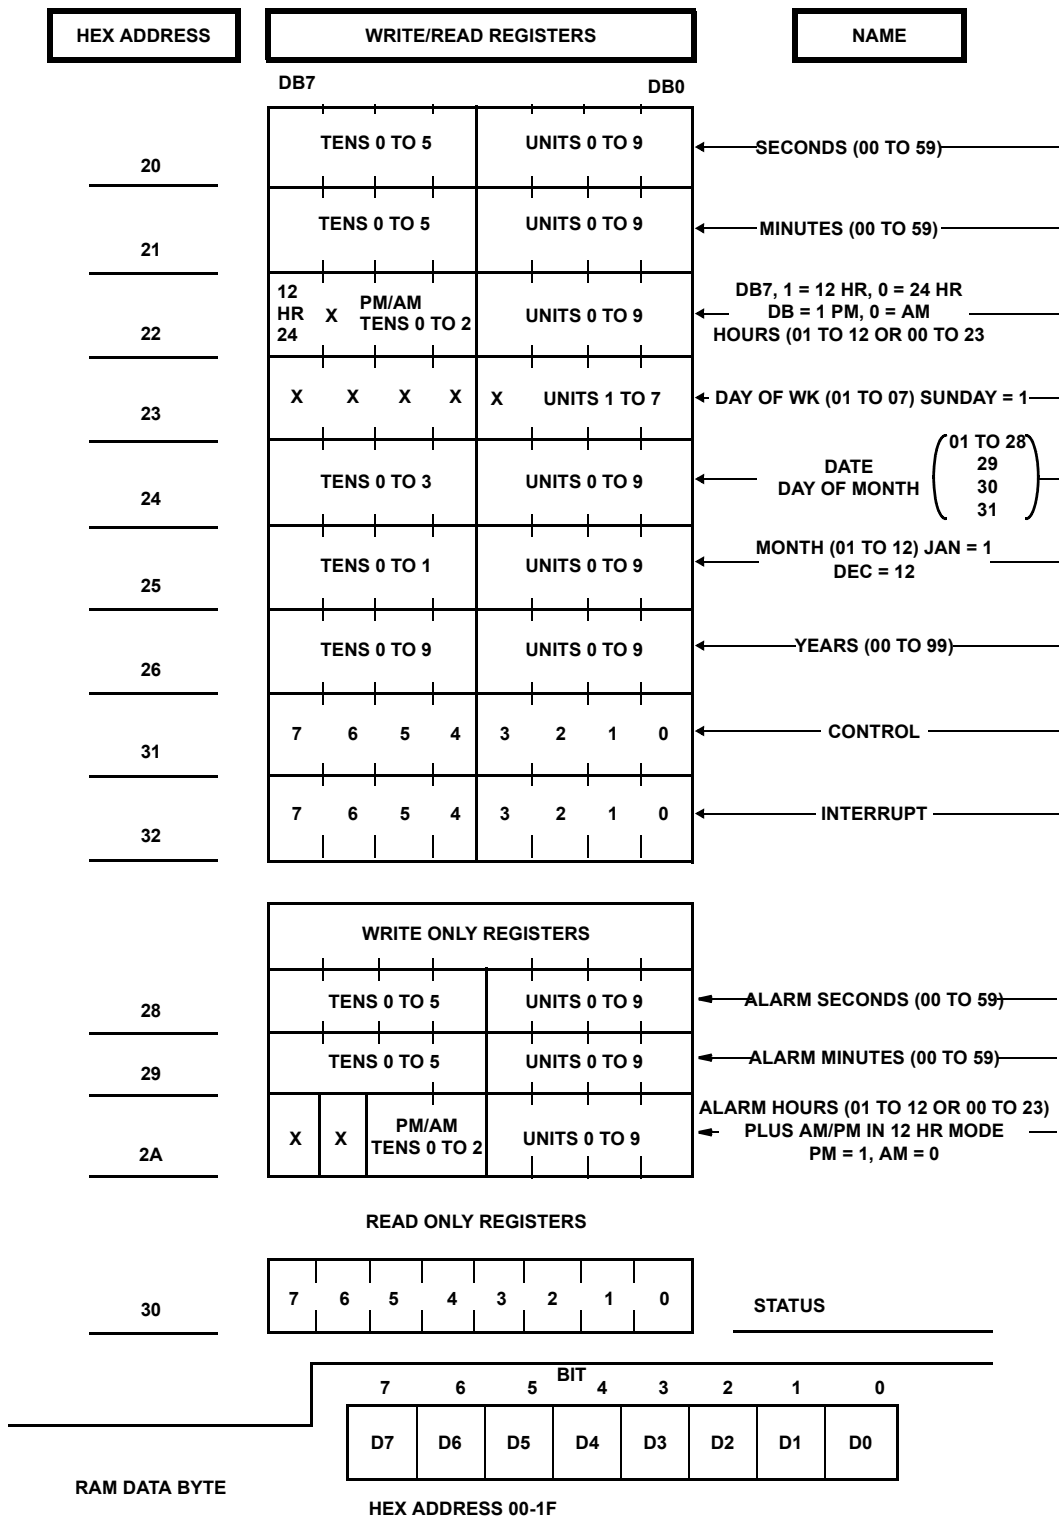 HEX ADDRESS WRITE/READ REGISTERS NAME
DB7 DB0
20 TENS 0 TO 5 UNITS 0 TO 9 SECONDS (00 TO 59)
21 TENS 0 TO 5 UNITS 0 TO 9 MINUTES (00 TO 59)
12
HR
24
22 X PM/AM
TENS 0 TO 2 UNITS 0 TO 9 DB7, 1 = 12 HR, 0 = 24 HR
DB = 1 PM, 0 = AM
HOURS (01 TO 12 OR 00 TO 23
23 X X X X X UNITS 1 TO 7 DAY OF WK (01 TO 07) SUNDAY = 1
24 TENS 0 TO 3 UNITS 0 TO 9 DATE
DAY OF MONTH
01 TO 28
29
30
31
25 TENS 0 TO 1 UNITS 0 TO 9 MONTH (01 TO 12) JAN = 1
DEC = 12
26 TENS 0 TO 9 UNITS 0 TO 9 YEARS (00 TO 99)
31 7 6 5 4 3 2 1 0 CONTROL
32 7 6 5 4 3 2 1 0 INTERRUPT
WRITE ONLY REGISTERS
28 TENS 0 TO 5 UNITS 0 TO 9 ALARM SECONDS (00 TO 59)
29 TENS 0 TO 5 UNITS 0 TO 9 ALARM MINUTES (00 TO 59)
2A X X PM/AM
TENS 0 TO 2 UNITS 0 TO 9 ALARM HOURS (01 TO 12 OR 00 TO 23)
PLUS AM/PM IN 12 HR MODE
PM = 1, AM = 0
READ ONLY REGISTERS
30 7 6 5 4 3 2 1 0 STATUS
BIT
7 6 5 4 3 2 1 0
D7 D6 D5 D4 D3 D2 D1 D0
RAM DATA BYTE
HEX ADDRESS 00-1F